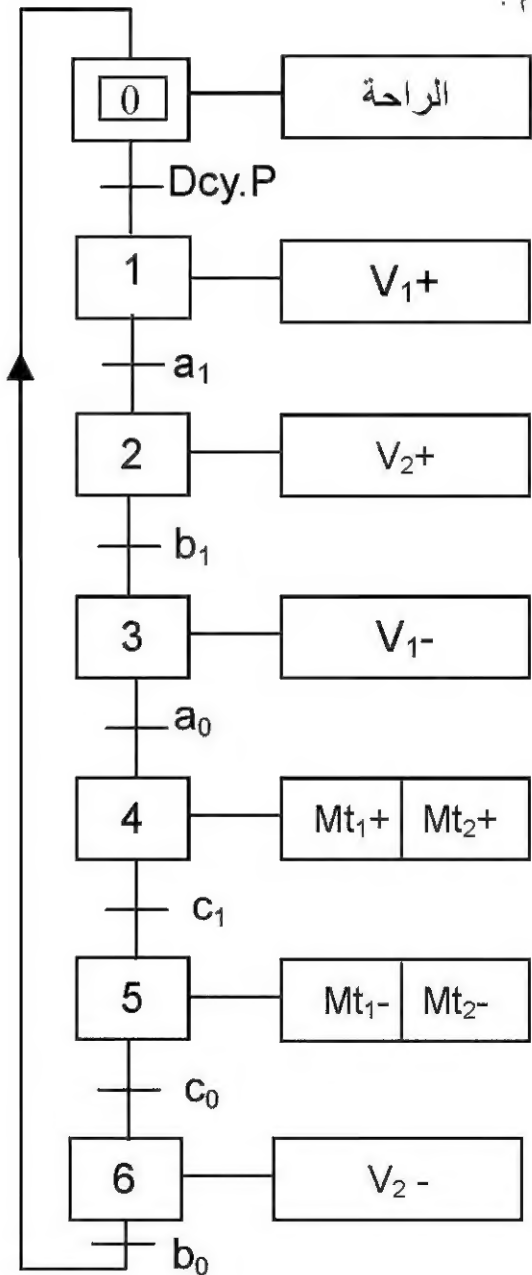 0 الراحة
Dcy.P
1 V₁+
a₁
2 V₂+
b₁
3 V₁-
a₀
4 Mt₁+ Mt₂+
c₁
5 Mt₁- Mt₂-
c₀
6 V₂ -
b₀